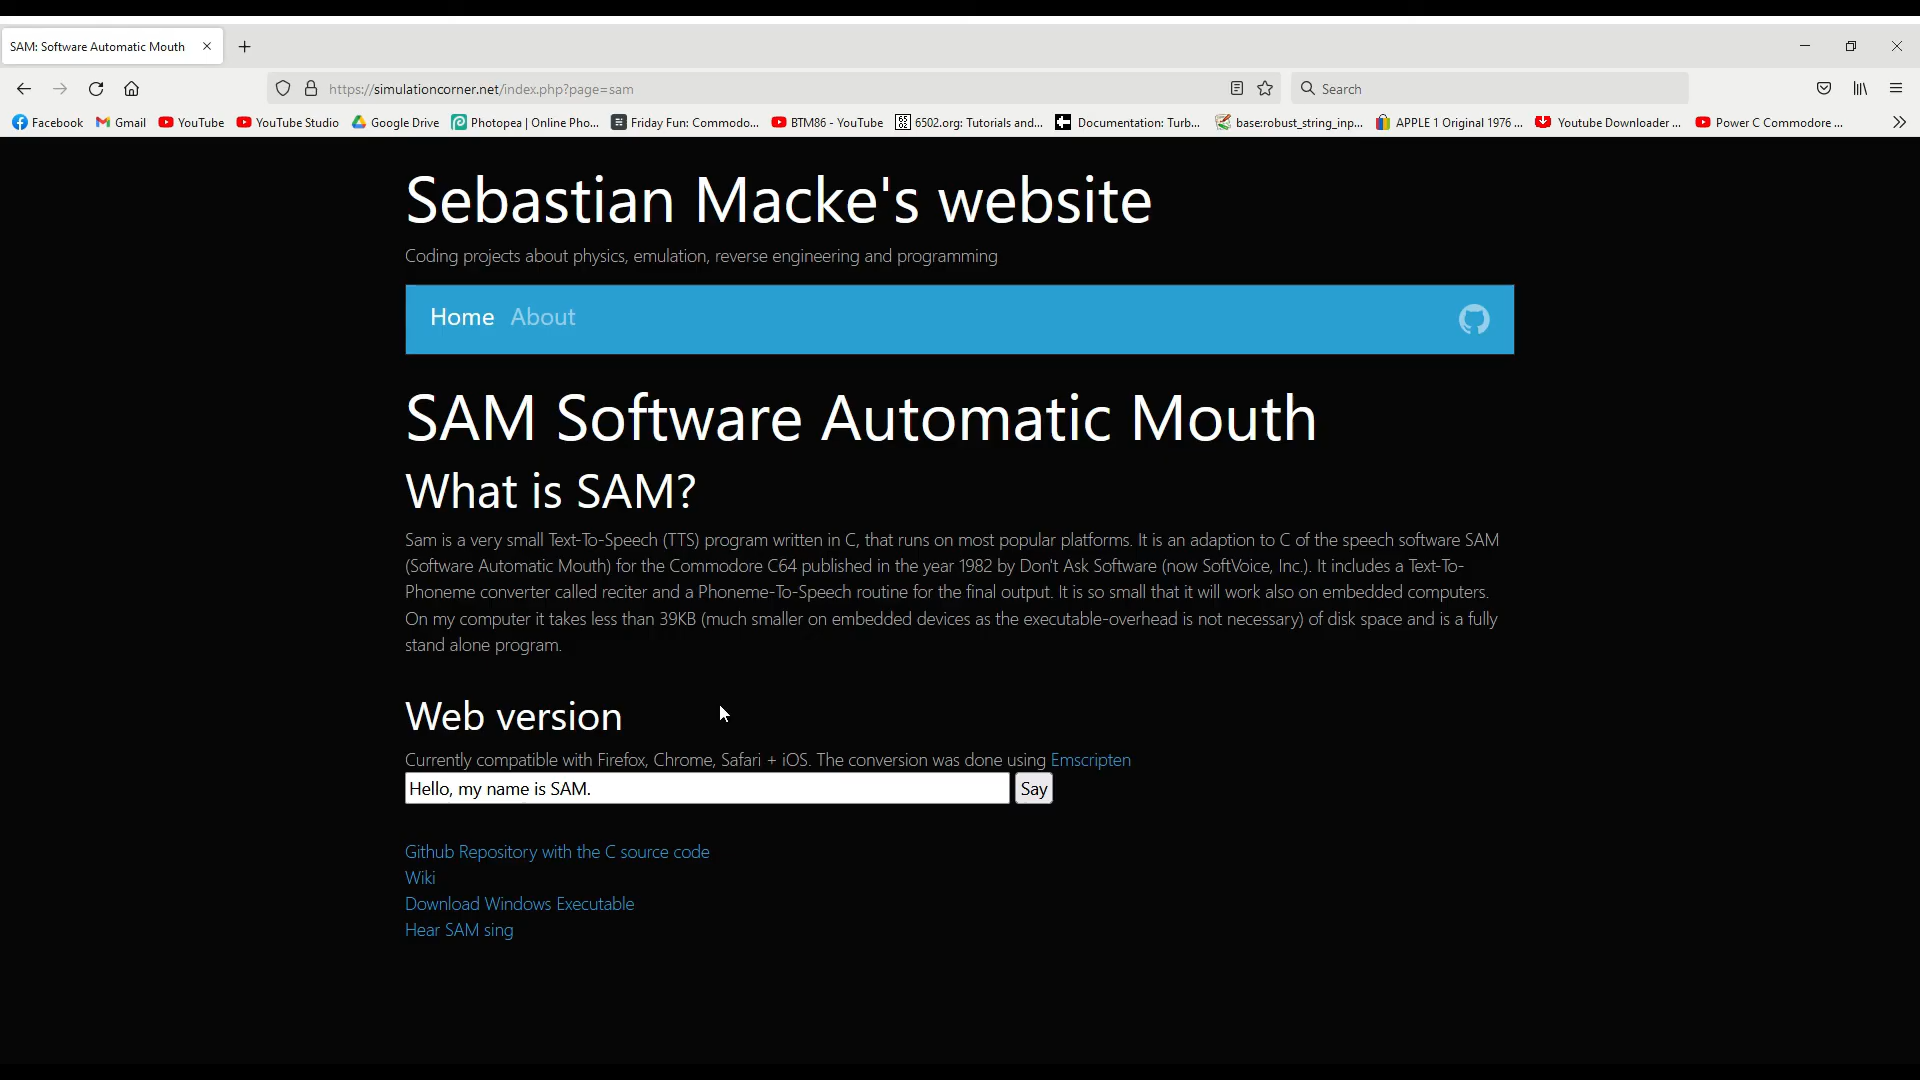 SAM: Software Automatic Mouth
https://simulationcorner.net/index.php?page=sam
Search
Facebook
Gmail
YouTube
YouTube Studio
Google Drive
Photopea | Online Pho...
Friday Fun: Commodo...
BTM86 - YouTube
6502.org: Tutorials and...
Documentation: Turb...
base:robust_string_inp...
APPLE 1 Original 1976 ...
Youtube Downloader ...
Power C Commodore ...
Sebastian Macke's website
Coding projects about physics, emulation, reverse engineering and programming
Home About
SAM Software Automatic Mouth
What is SAM?
Sam is a very small Text-To-Speech (TTS) program written in C, that runs on most popular platforms. It is an adaption to C of the speech software SAM
(Software Automatic Mouth) for the Commodore C64 published in the year 1982 by Don't Ask Software (now SoftVoice, Inc.). It includes a Text-To-
Phoneme converter called reciter and a Phoneme-To-Speech routine for the final output. It is so small that it will work also on embedded computers.
On my computer it takes less than 39KB (much smaller on embedded devices as the executable-overhead is not necessary) of disk space and is a fully
stand alone program.
Web version
Currently compatible with Firefox, Chrome, Safari + iOS. The conversion was done using Emscripten
Hello, my name is SAM.
Say
Github Repository with the C source code
Wiki
Download Windows Executable
Hear SAM sing